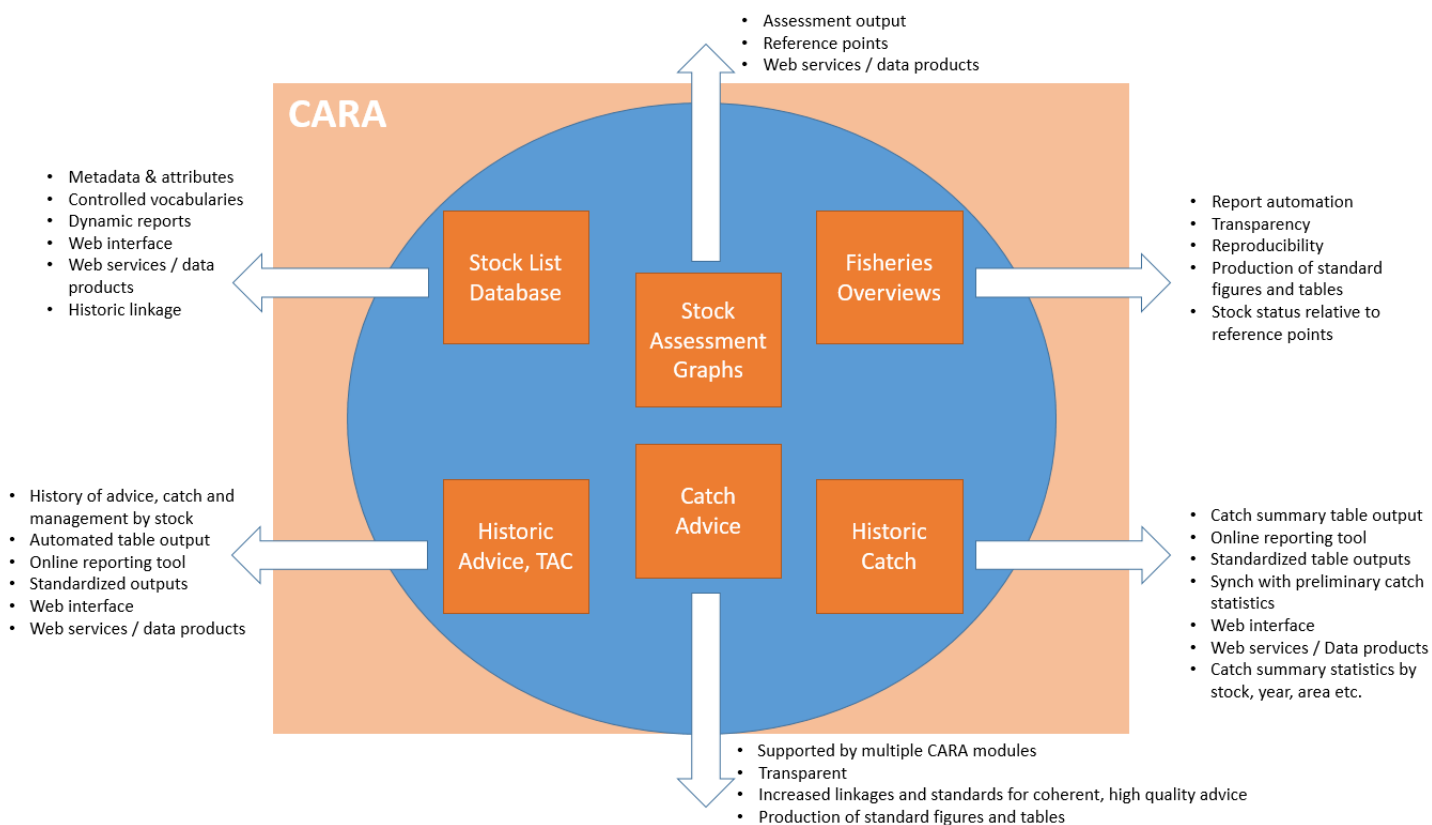 • Assessment output
• Reference points
• Web services / data products
CARA
• Metadata & attributes
• Controlled vocabularies
• Dynamic reports
• Web interface
• Web services / data
products
• Historic linkage
Stock List
Database
Stock
Assessment
Graphs
Fisheries
Overviews
• Report automation
• Transparency
• Reproducibility
• Production of standard
figures and tables
• Stock status relative to
reference points
• History of advice, catch and
management by stock
• Automated table output
• Online reporting tool
• Standardized outputs
• Web interface
• Web services / data products
Historic
Advice, TAC
Catch
Advice
Historic
Catch
• Catch summary table output
• Online reporting tool
• Standardized table outputs
• Synch with preliminary catch
statistics
• Web interface
• Web services / Data products
• Catch summary statistics by
stock, year, area etc.
• Supported by multiple CARA modules
• Transparent
• Increased linkages and standards for coherent, high quality advice
• Production of standard figures and tables